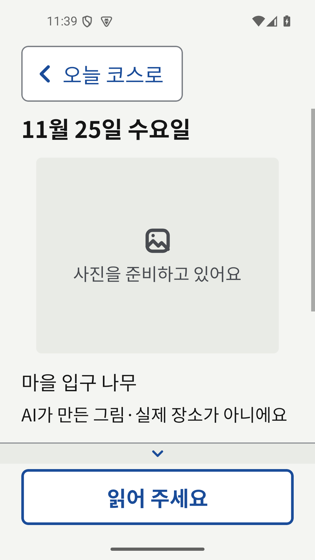 11:39
오늘 코스로
11월 25일 수요일
사진을 준비하고 있어요
마을 입구 나무
AI가 만든 그림·실제 장소가 아니에요
읽어 주세요